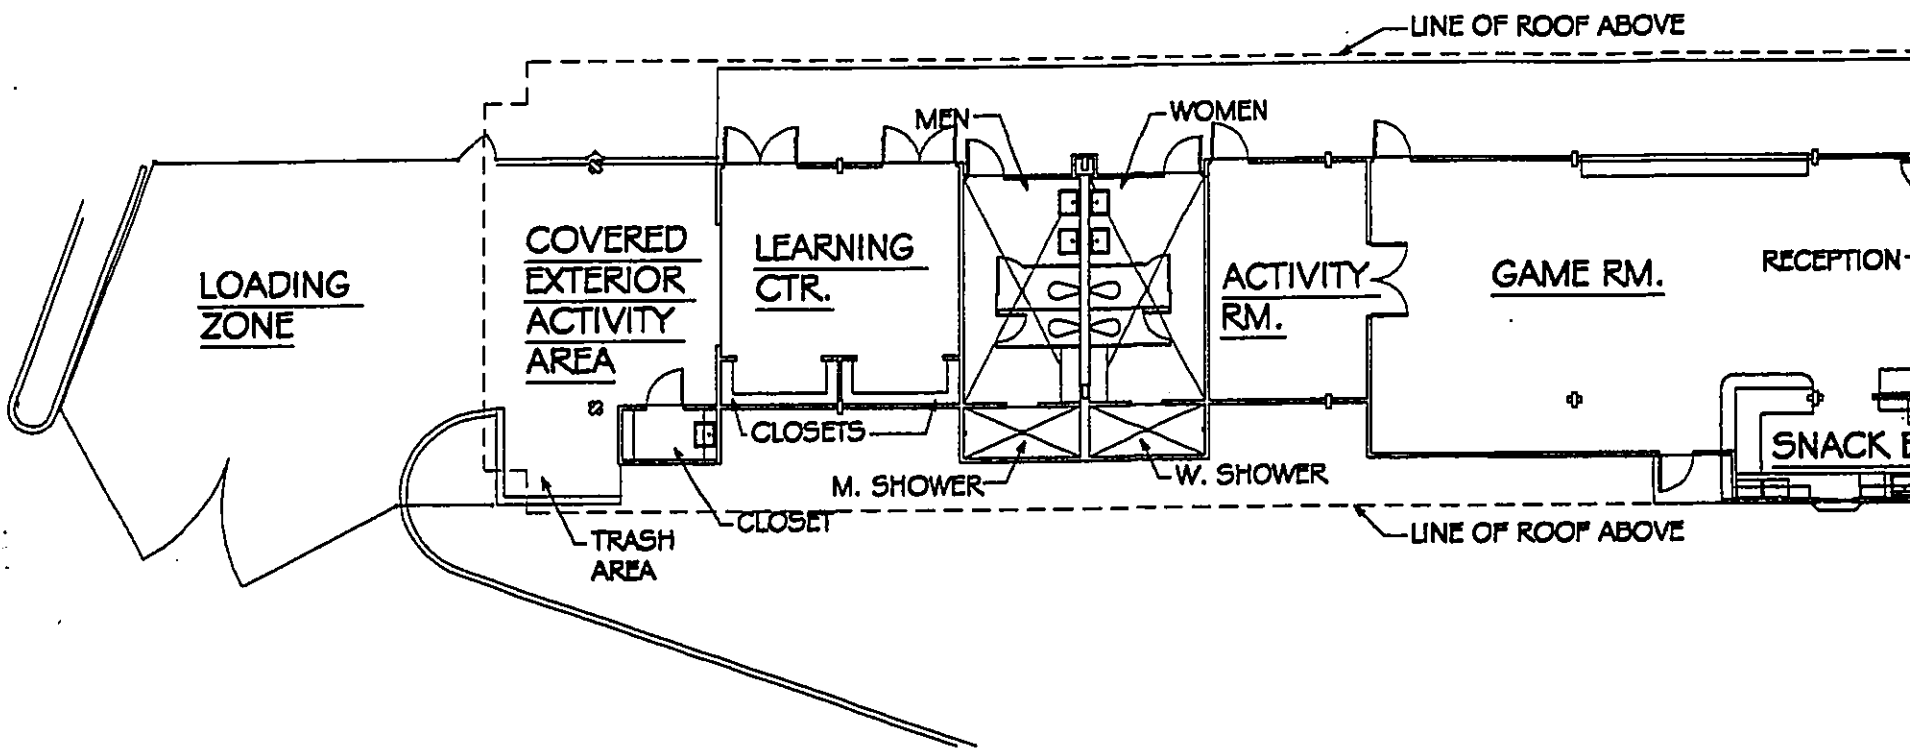 LINE OF ROOF ABOVE
MEN
WOMEN
LOADING
ZONE
COVERED
EXTERIOR
ACTIVITY
AREA
LEARNING
CTR.
ACTIVITY
RM.
GAME RM.
RECEPTION
CLOSETS
M. SHOWER
W. SHOWER
SNACK
CLOSET
TRASH
AREA
LINE OF ROOF ABOVE